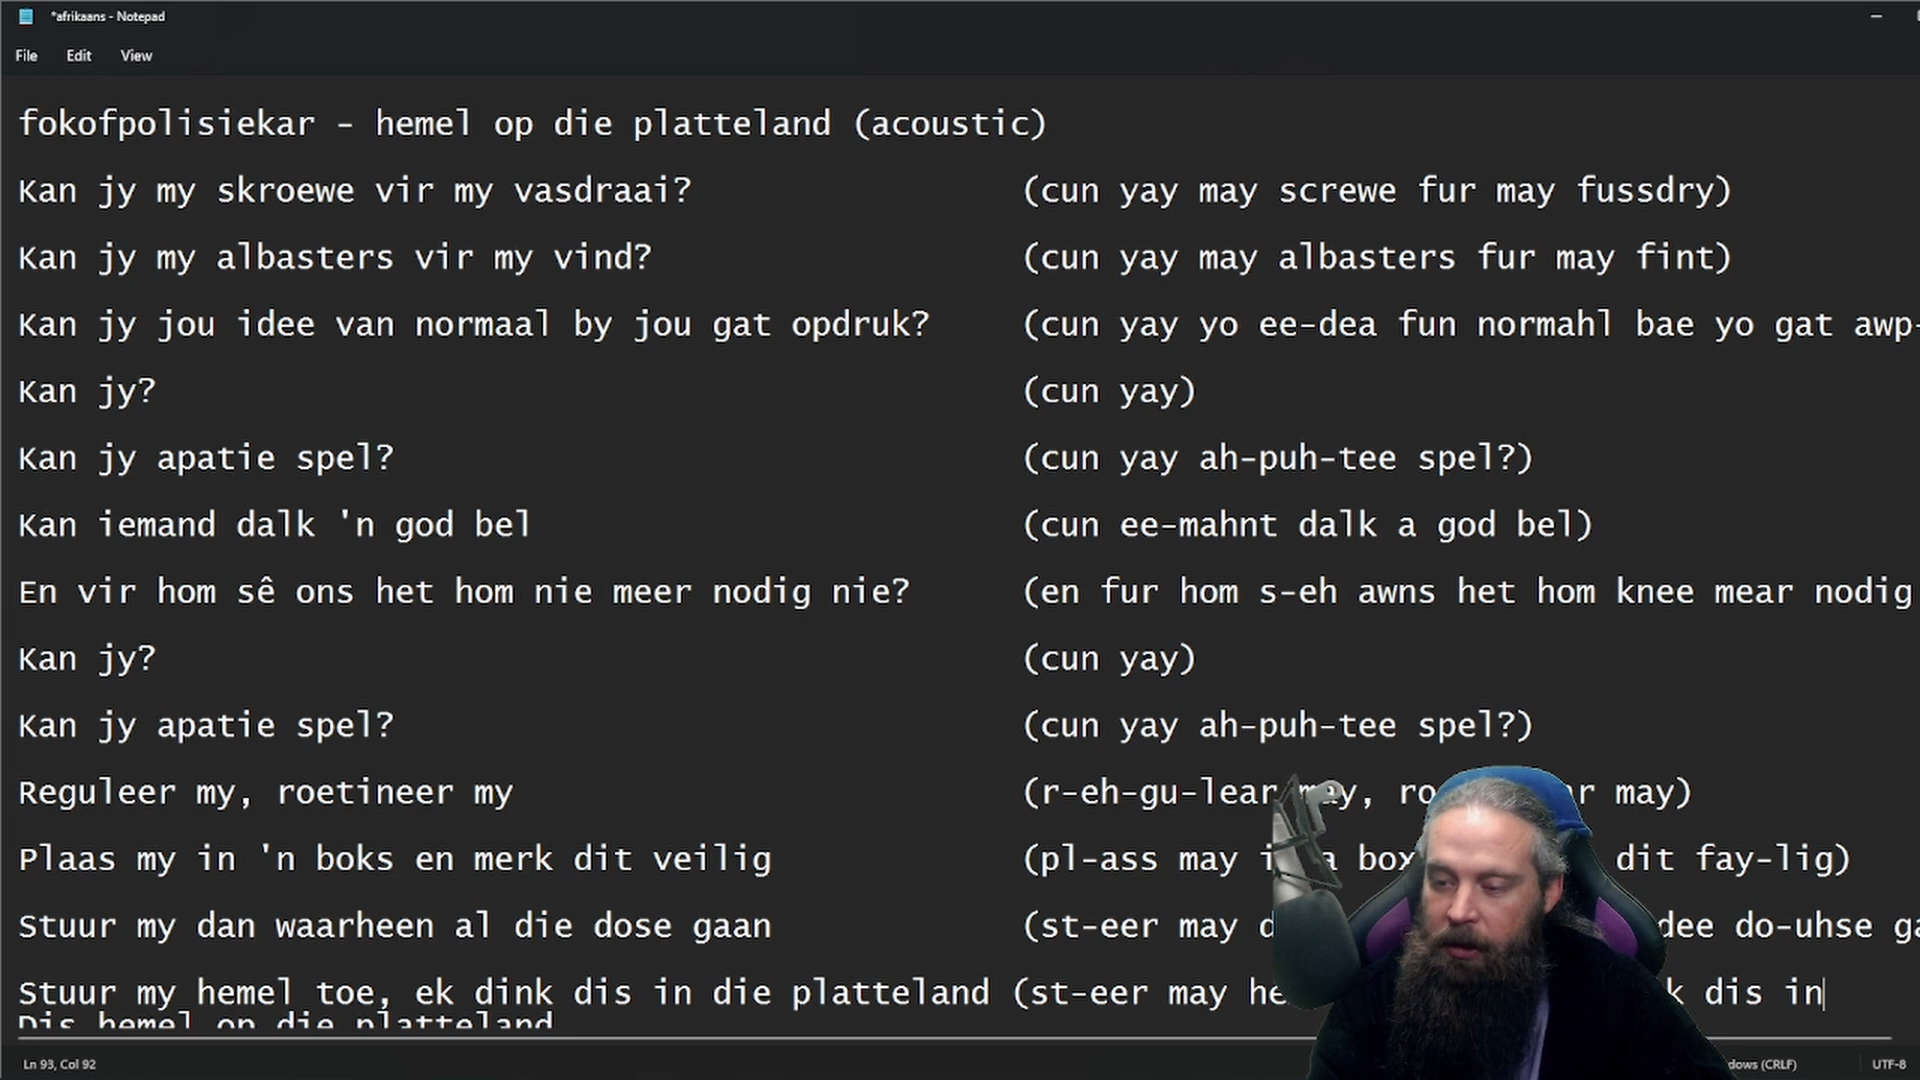 *afrikaans - Notepad
File Edit View
fokofpolisiekar - hemel op die platteland (acoustic)
Kan jy my skroewe vir my vasdraai? (cun yay may screwe fur may fussdry)
Kan jy my albasters vir my vind? (cun yay may albasters fur may fint)
Kan jy jou idee van normaal by jou gat opdruk? (cun yay yo ee-dea fun normahl bae yo gat awp-
Kan jy? (cun yay)
Kan jy apatie spel? (cun yay ah-puh-tee spel?)
Kan iemand dalk 'n god bel (cun ee-mahnt dalk a god bel)
En vir hom sê ons het hom nie meer nodig nie? (en fur hom s-eh awns het hom knee mear nodig
Kan jy? (cun yay)
Kan jy apatie spel? (cun yay ah-puh-tee spel?)
Reguleer my, roetineer my (r-eh-gu-lear may, may)
Plaas my in 'n boks en merk dit veilig (pl-ass may a box dit fay-lig)
Stuur my dan waarheen al die dose gaan (st-eer may dee do-uhse
Stuur my hemel toe, ek dink dis in die platteland (st-eer may dis in
Dis hemel op die platteland
Ln 93, Col 92 (CRLF) UTF-8